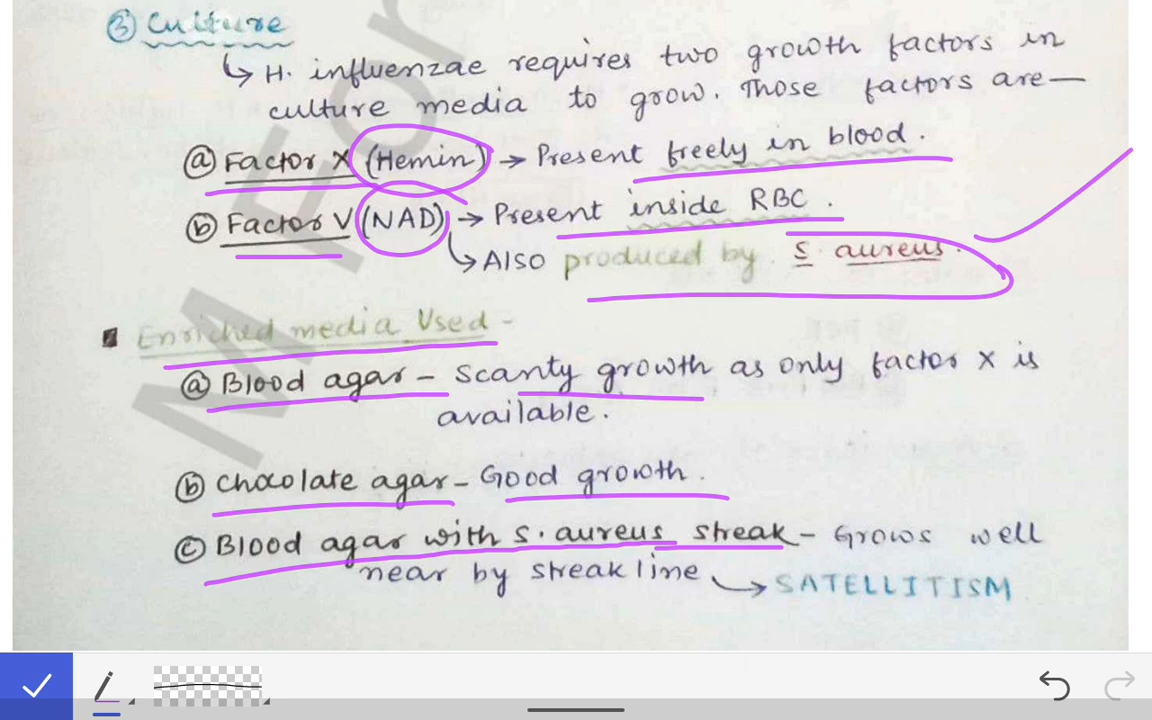 ③ Culture
↳ H. influenzae requires two growth factors in
culture media to grow. Those factors are—
ⓐ Factor X (Hemin) → Present freely in blood.
ⓑ Factor V (NAD) → Present inside RBC.
↳ Also produced by S. aureus.
Enriched media Used -
ⓐ Blood agar - Scanty growth as only factor X is
available.
ⓑ Chocolate agar - Good growth.
ⓒ Blood agar with S. aureus streak - Grows well
near by streak line ↳ SATELLITISM